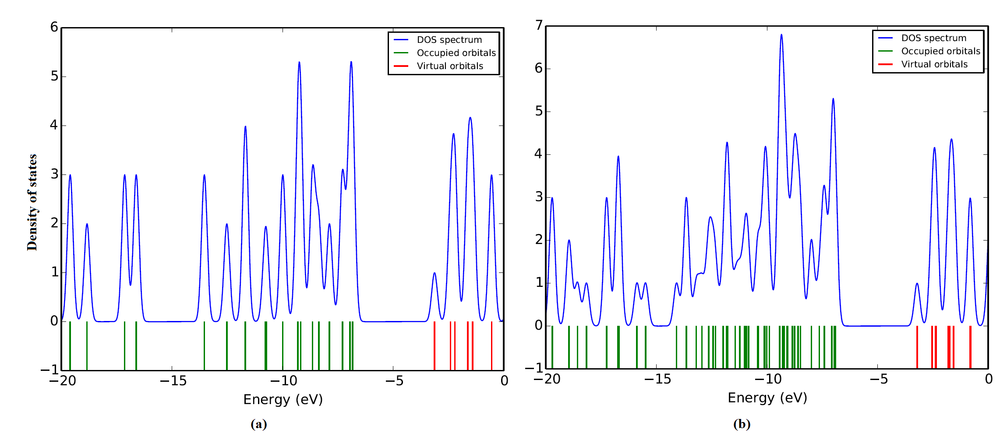 6
5
4
3
2
1
0
−1
Density of states
−20
−15
−10
−5
0
Energy (eV)
DOS spectrum
Occupied orbitals
Virtual orbitals
(a)
7
6
5
4
3
2
1
0
−1
−20
−15
−10
−5
0
Energy (eV)
DOS spectrum
Occupied orbitals
Virtual orbitals
(b)